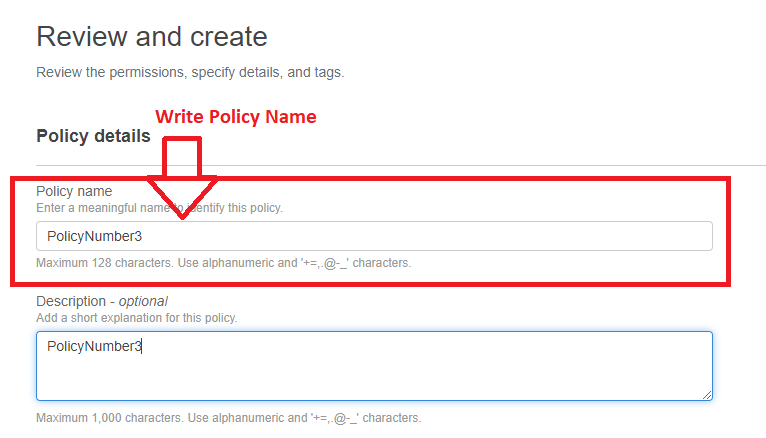 Review and create
Review the permissions, specify details, and tags.
Write Policy Name
Policy details
Policy name
Enter a meaningful name to identify this policy.
PolicyNumber3
Maximum 128 characters. Use alphanumeric and '+=,.@-_' characters.
Description - optional
Add a short explanation for this policy.
PolicyNumber3
Maximum 1,000 characters. Use alphanumeric and '+=,.@-_' characters.